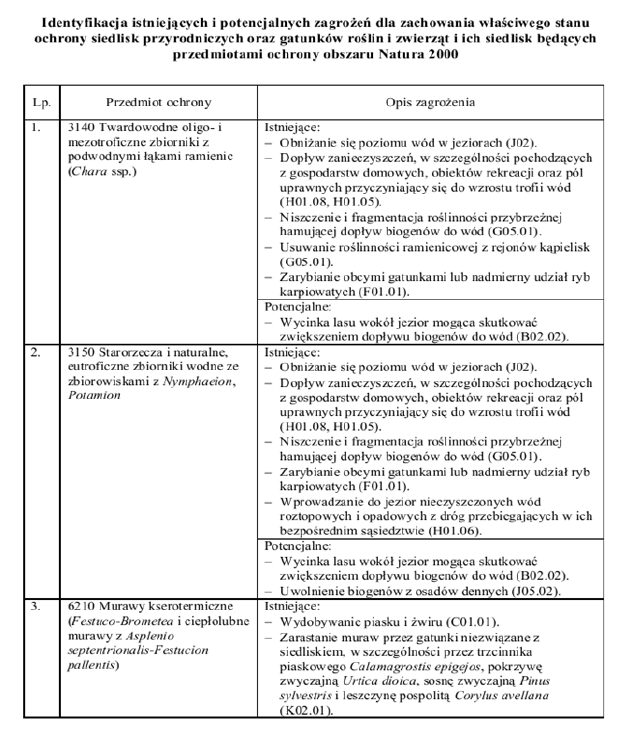 Identyfikacja istniejących i potencjalnych zagrożeń dla zachowania właściwego stanu
ochrony siedlisk przyrodniczych oraz gatunków roślin i zwierząt i ich siedlisk będących
przedmiotami ochrony obszaru Natura 2000
Lp.
Przedmiot ochrony
Opis zagrożenia
1.
3140 Twardowodne oligo- i
mezotroficzne zbiorniki z
podwodnymi łąkami ramienic
(Chara ssp.)
Istniejące:
– Obniżanie się poziomu wód w jeziorach (J02).
– Dopływ zanieczyszczeń, w szczególności pochodzących
z gospodarstw domowych, obiektów rekreacji oraz pól
uprawnych przyczyniający się do wzrostu trofii wód
(H01.08, H01.05).
– Niszczenie i fragmentacja roślinności przybrzeżnej
hamującej dopływ biogenów do wód (G05.01).
– Usuwanie roślinności ramienicowej z rejonów kąpielisk
(G05.01).
– Zarybianie obcymi gatunkami lub nadmierny udział ryb
karpiowatych (F01.01).
Potencjalne:
– Wycinka lasu wokół jezior mogąca skutkować
zwiększeniem dopływu biogenów do wód (B02.02).
2.
3150 Starorzecza i naturalne,
eutroficzne zbiorniki wodne ze
zbiorowiskami z Nymphaeion,
Potamion
Istniejące:
– Obniżanie się poziomu wód w jeziorach (J02).
– Dopływ zanieczyszczeń, w szczególności pochodzących
z gospodarstw domowych, obiektów rekreacji oraz pól
uprawnych przyczyniający się do wzrostu trofii wód
(H01.08, H01.05).
– Niszczenie i fragmentacja roślinności przybrzeżnej
hamującej dopływ biogenów do wód (G05.01).
– Zarybianie obcymi gatunkami lub nadmierny udział ryb
karpiowatych (F01.01).
– Wprowadzanie do jezior nieczyszczonych wód
roztopowych i opadowych z dróg przebiegających w ich
bezpośrednim sąsiedztwie (H01.06).
Potencjalne:
– Wycinka lasu wokół jezior mogąca skutkować
zwiększeniem dopływu biogenów do wód (B02.02).
– Uwolnienie biogenów z osadów dennych (J05.02).
3.
6210 Murawy kserotermiczne
(Festuco-Brometea i ciepłolubne
murawy z Asplenio
septentrionalis-Festucion
pallentis)
Istniejące:
– Wydobywanie piasku i żwiru (C01.01).
– Zarastanie muraw przez gatunki niezwiązane z
siedliskiem, w szczególności przez trzcinnika
piaskowego Calamagrostis epigejos, pokrzywę
zwyczajną Urtica dioica, sosnę zwyczajną Pinus
sylvestris i leszczynę pospolitą Corylus avellana
(K02.01).